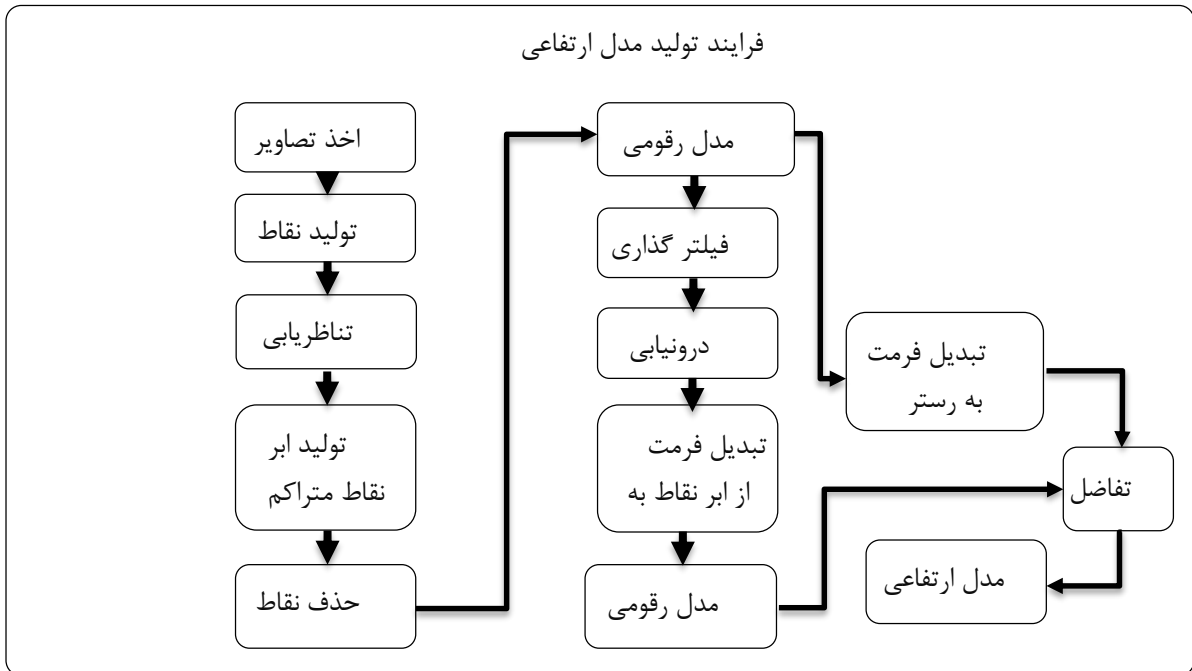 فرایند تولید مدل ارتفاعی
اخذ تصاویر
تولید نقاط
تناظریابی
تولید ابر
نقاط متراکم
حذف نقاط
مدل رقومی
فیلتر گذاری
درونیابی
تبدیل فرمت
از ابر نقاط به
مدل رقومی
تبدیل فرمت
به رستر
تفاضل
مدل ارتفاعی